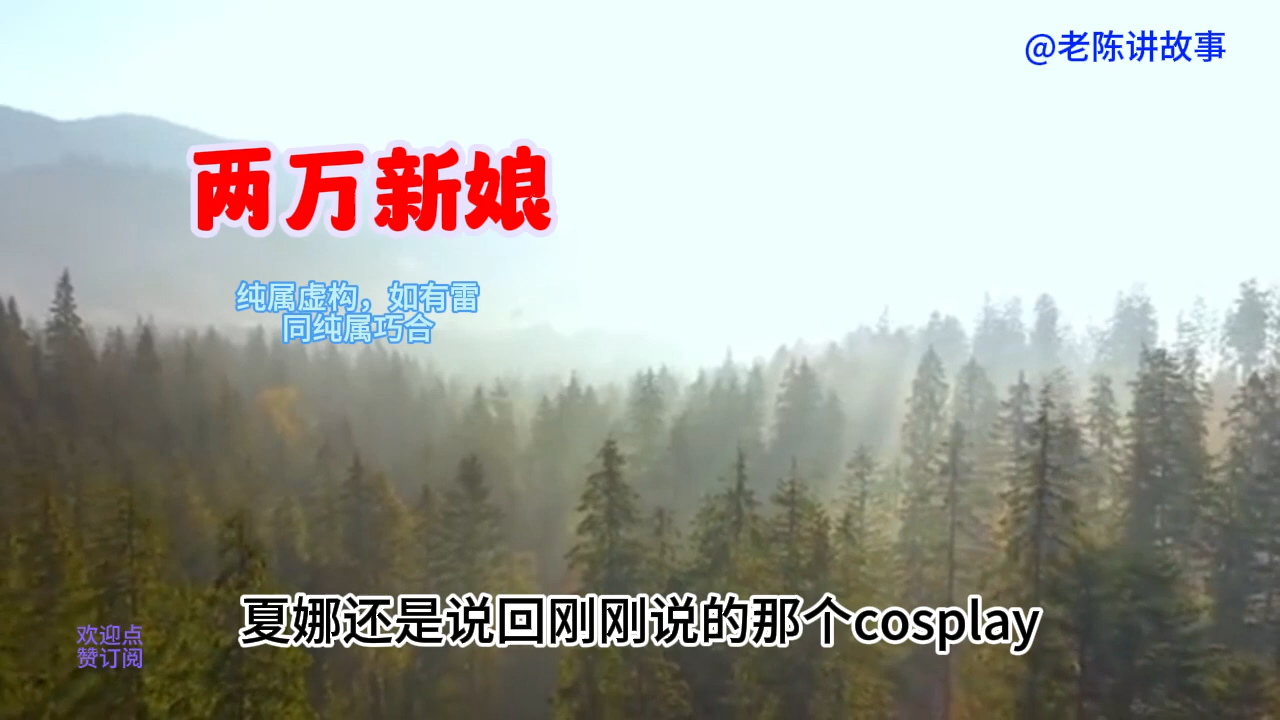 @老陈讲故事
两万新娘
纯属虚构，如有雷
同纯属巧合
夏娜还是说回刚刚说的那个cosplay
欢迎点
赞订阅